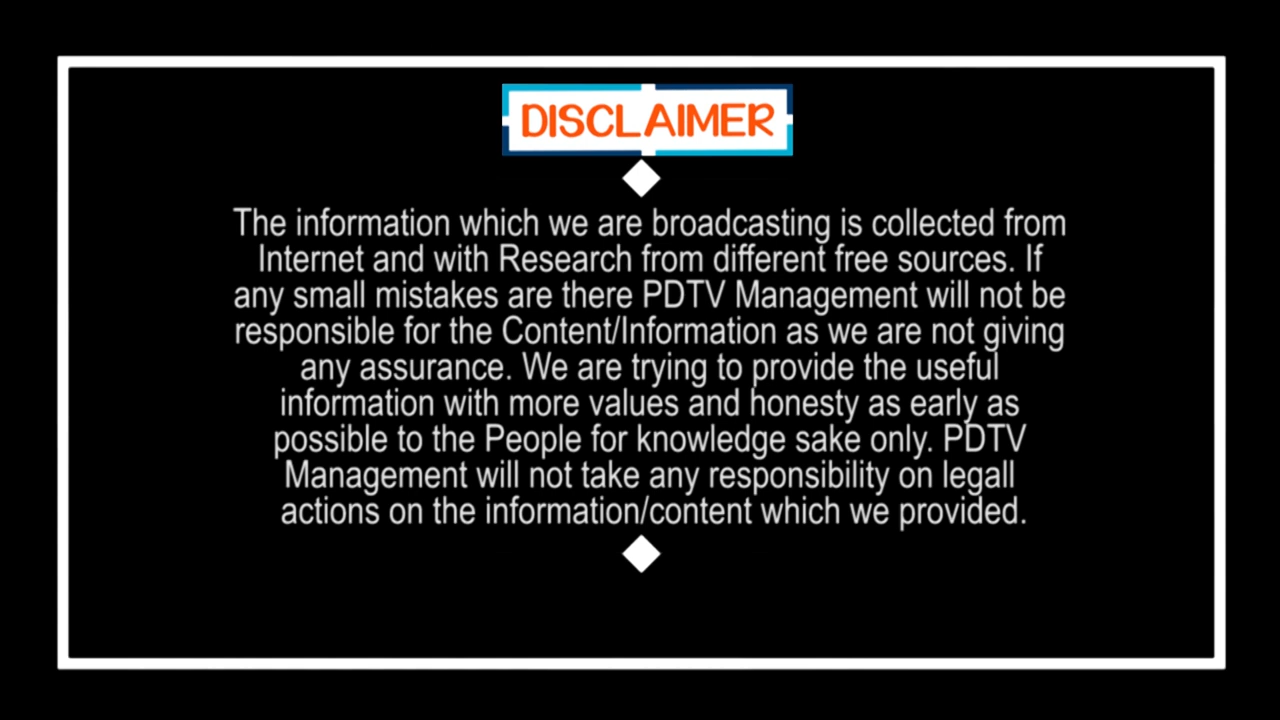 DISCLAIMER
The information which we are broadcasting is collected from
Internet and with Research from different free sources. If
any small mistakes are there PDTV Management will not be
responsible for the Content/Information as we are not giving
any assurance. We are trying to provide the useful
information with more values and honesty as early as
possible to the People for knowledge sake only. PDTV
Management will not take any responsibility on legall
actions on the information/content which we provided.